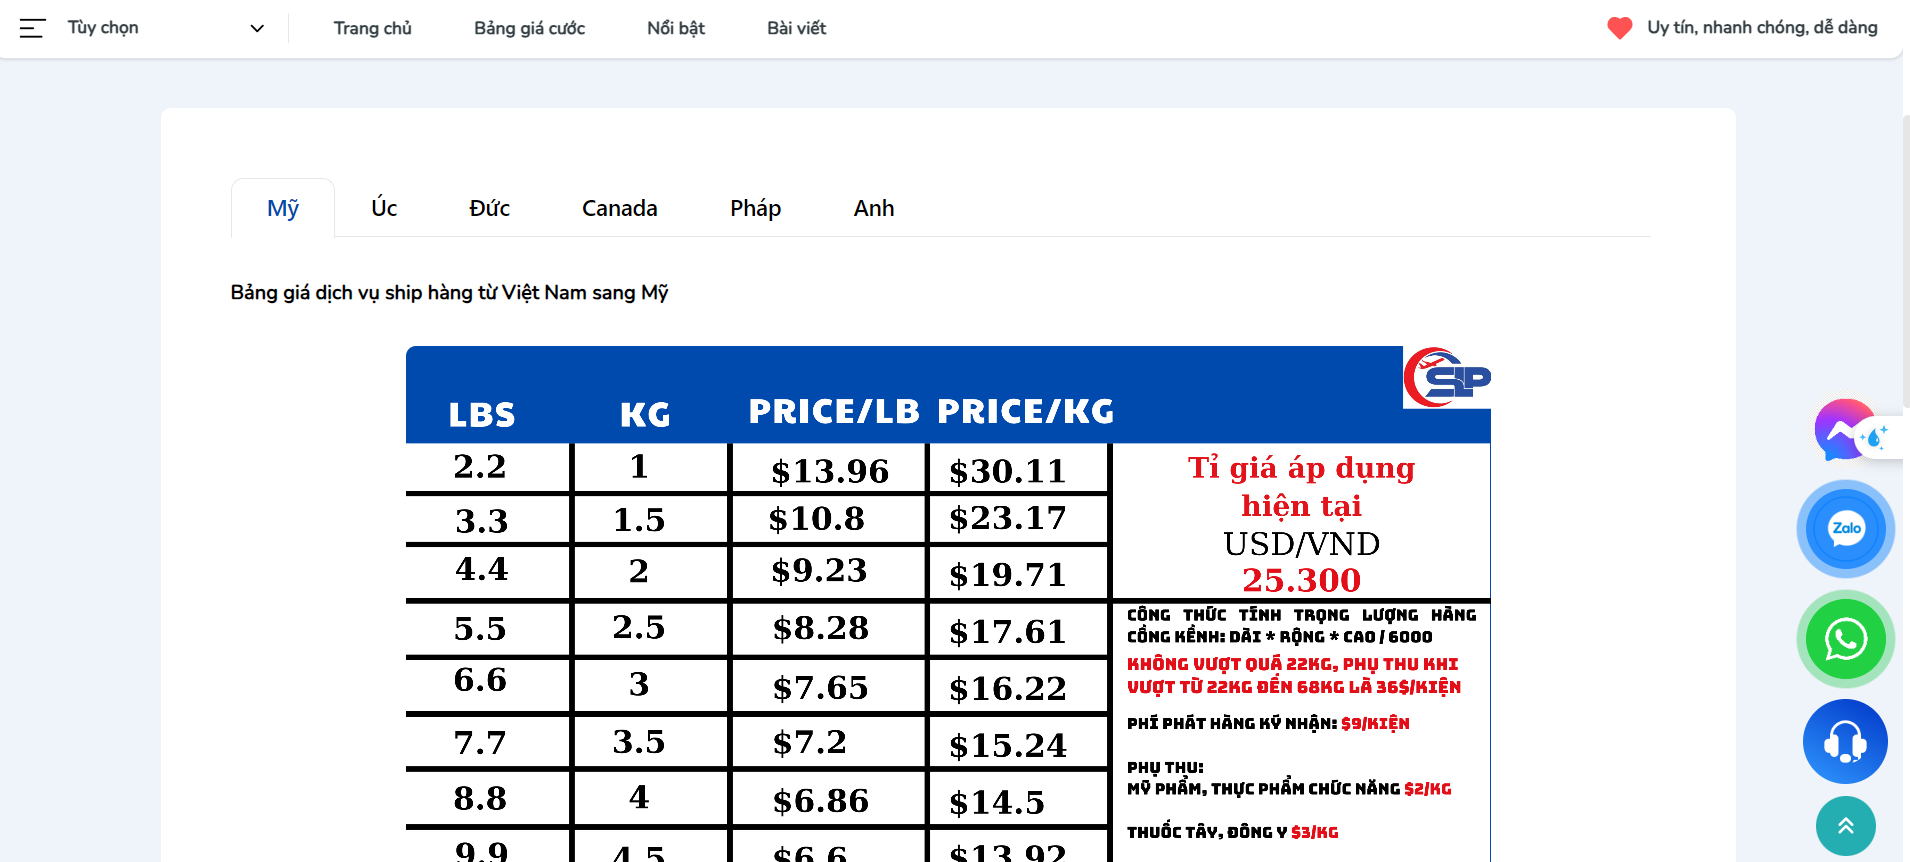 Tùy chọn
Trang chủ
Bảng giá cước
Nổi bật
Bài viết
Uy tín, nhanh chóng, dễ dàng
Mỹ
Úc
Đức
Canada
Pháp
Anh
Bảng giá dịch vụ ship hàng từ Việt Nam sang Mỹ
SIP
LBS KG PRICE/LB PRICE/KG
2.2 1 $13.96 $30.11
3.3 1.5 $10.8 $23.17
4.4 2 $9.23 $19.71
5.5 2.5 $8.28 $17.61
6.6 3 $7.65 $16.22
7.7 3.5 $7.2 $15.24
8.8 4 $6.86 $14.5
9.9 4.5 $6.6 $13.92
Tỉ giá áp dụng
hiện tại
USD/VND
25.300
CÔNG THỨC TÍNH TRỌNG LƯỢNG HÀNG
CỒNG KỀNH: DÀI * RỘNG * CAO / 6000
KHÔNG VƯỢT QUÁ 22KG, PHỤ THU KHI
VƯỢT TỪ 22KG ĐẾN 68KG LÀ 36$/KIỆN
PHÍ PHÁT HÀNG KÝ NHẬN: $9/KIỆN
PHỤ THU:
MỸ PHẨM, THỰC PHẨM CHỨC NĂNG $2/KG
THUỐC TÂY, ĐÔNG Y $3/KG
Zalo